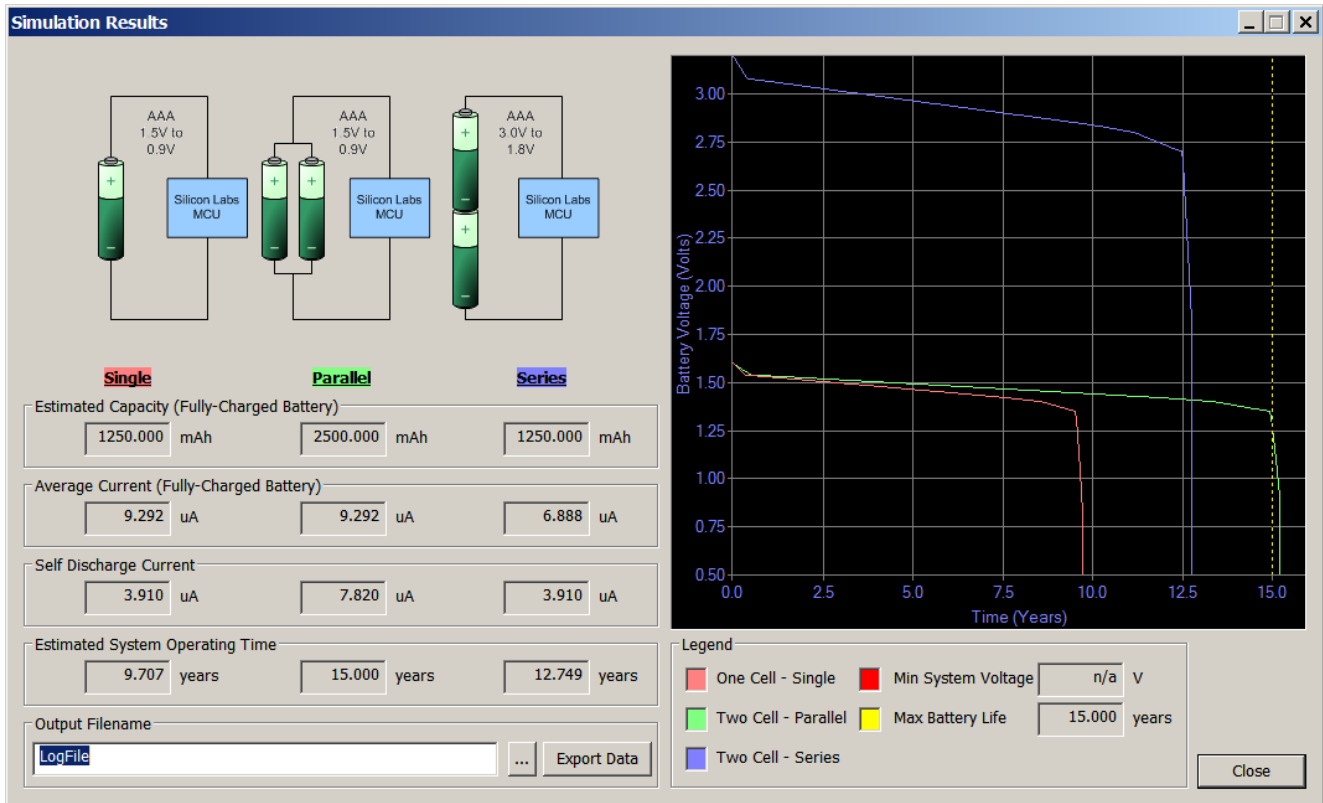 Simulation Results
AAA
1.5V to
0.9V
Silicon Labs
MCU
+
−
AAA
1.5V to
0.9V
Silicon Labs
MCU
+
+
−
−
AAA
3.0V to
1.8V
Silicon Labs
MCU
+
−
+
−
Single
Parallel
Series
Estimated Capacity (Fully-Charged Battery)
1250.000 mAh
2500.000 mAh
1250.000 mAh
Average Current (Fully-Charged Battery)
9.292 uA
9.292 uA
6.888 uA
Self Discharge Current
3.910 uA
7.820 uA
3.910 uA
Estimated System Operating Time
9.707 years
15.000 years
12.749 years
Output Filename
LogFile
...
Export Data
Battery Voltage (Volts)
3.00
2.75
2.50
2.25
2.00
1.75
1.50
1.25
1.00
0.75
0.50
0.0
2.5
5.0
7.5
10.0
12.5
15.0
Time (Years)
Legend
One Cell - Single
Min System Voltage
n/a V
Two Cell - Parallel
Max Battery Life
15.000 years
Two Cell - Series
Close